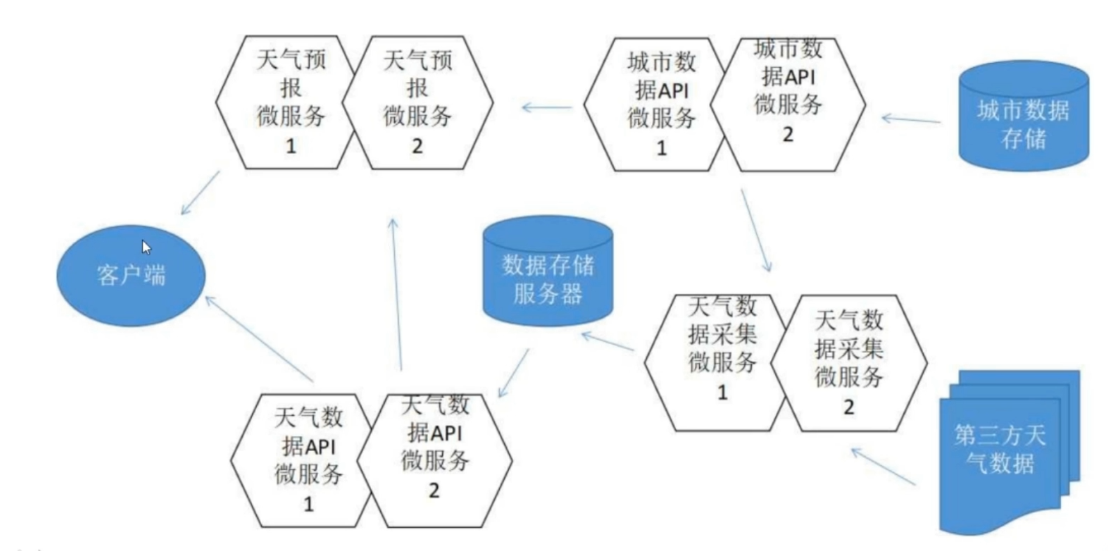 天气预
报
微服务
1
天气预
报
微服务
2
城市数
据API
微服务
1
城市数
据API
微服务
2
城市数据
存储
客户端
数据存储
服务器
天气数
据采集
微服务
1
天气数
据采集
微服务
2
天气数
据API
微服务
1
天气数
据API
微服务
2
第三方天
气数据